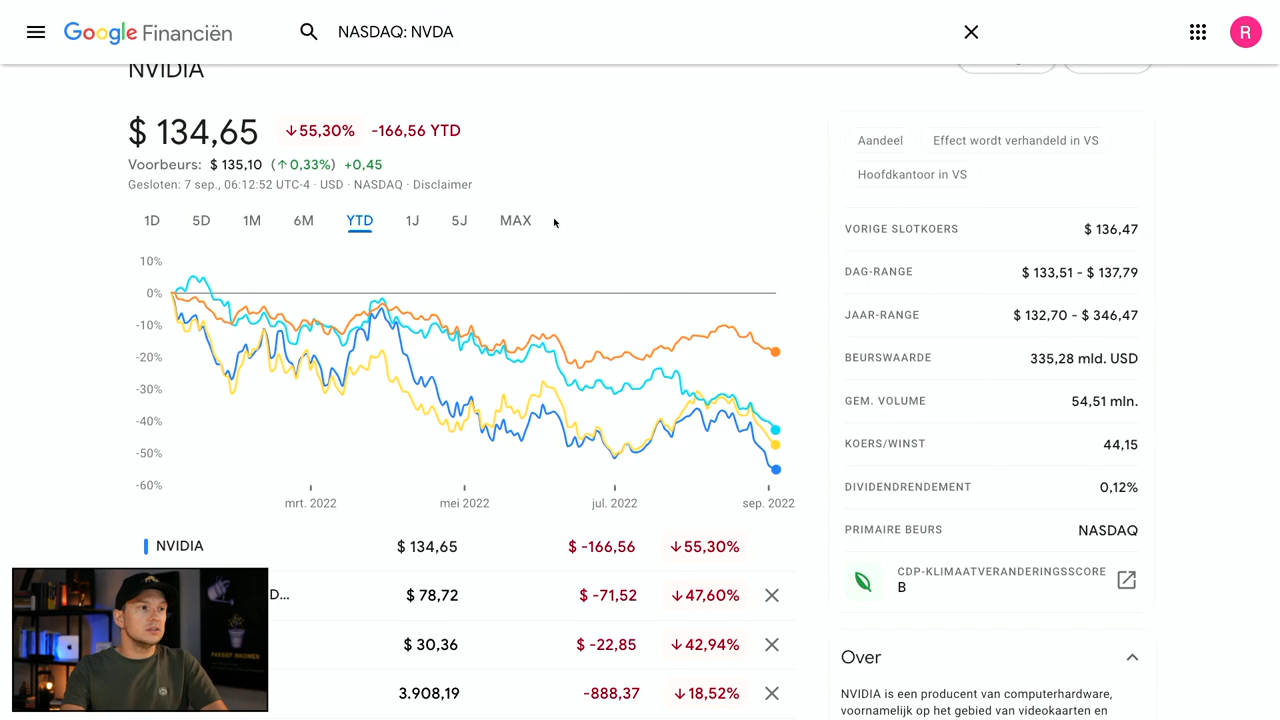 Google Financiën
NASDAQ: NVDA
R
NVIDIA
$ 134,65 ↓55,30% -166,56 YTD
Voorbeurs: $ 135,10 (↑0,33%) +0,45
Gesloten: 7 sep., 06:12:52 UTC-4 · USD · NASDAQ · Disclaimer
1D 5D 1M 6M YTD 1J 5J MAX
10%
0%
-10%
-20%
-30%
-40%
-50%
-60%
mrt. 2022 mei 2022 jul. 2022 sep. 2022
NVIDIA $ 134,65 $ -166,56 ↓55,30%
D... $ 78,72 $ -71,52 ↓47,60%
$ 30,36 $ -22,85 ↓42,94%
3.908,19 -888,37 ↓18,52%
PASSIEF INKOMEN
Aandeel Effect wordt verhandeld in VS
Hoofdkantoor in VS
VORIGE SLOTKOERS $ 136,47
DAG-RANGE $ 133,51 - $ 137,79
JAAR-RANGE $ 132,70 - $ 346,47
BEURSWAARDE 335,28 mld. USD
GEM. VOLUME 54,51 mln.
KOERS/WINST 44,15
DIVIDENDRENDEMENT 0,12%
PRIMAIRE BEURS NASDAQ
CDP-KLIMAATVERANDERINGSSCORE
B
Over
NVIDIA is een producent van computerhardware,
voornamelijk op het gebied van videokaarten en